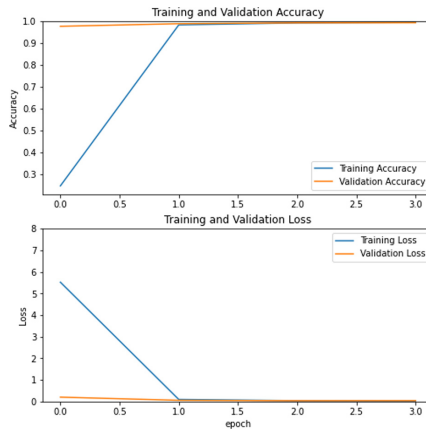 Training and Validation Accuracy
1.0
0.9
0.8
0.7
0.6
0.5
0.4
0.3
Accuracy
Training Accuracy
Validation Accuracy
0.0 0.5 1.0 1.5 2.0 2.5 3.0
Training and Validation Loss
8
7
6
5
4
3
2
1
0
Loss
Training Loss
Validation Loss
0.0 0.5 1.0 1.5 2.0 2.5 3.0
epoch